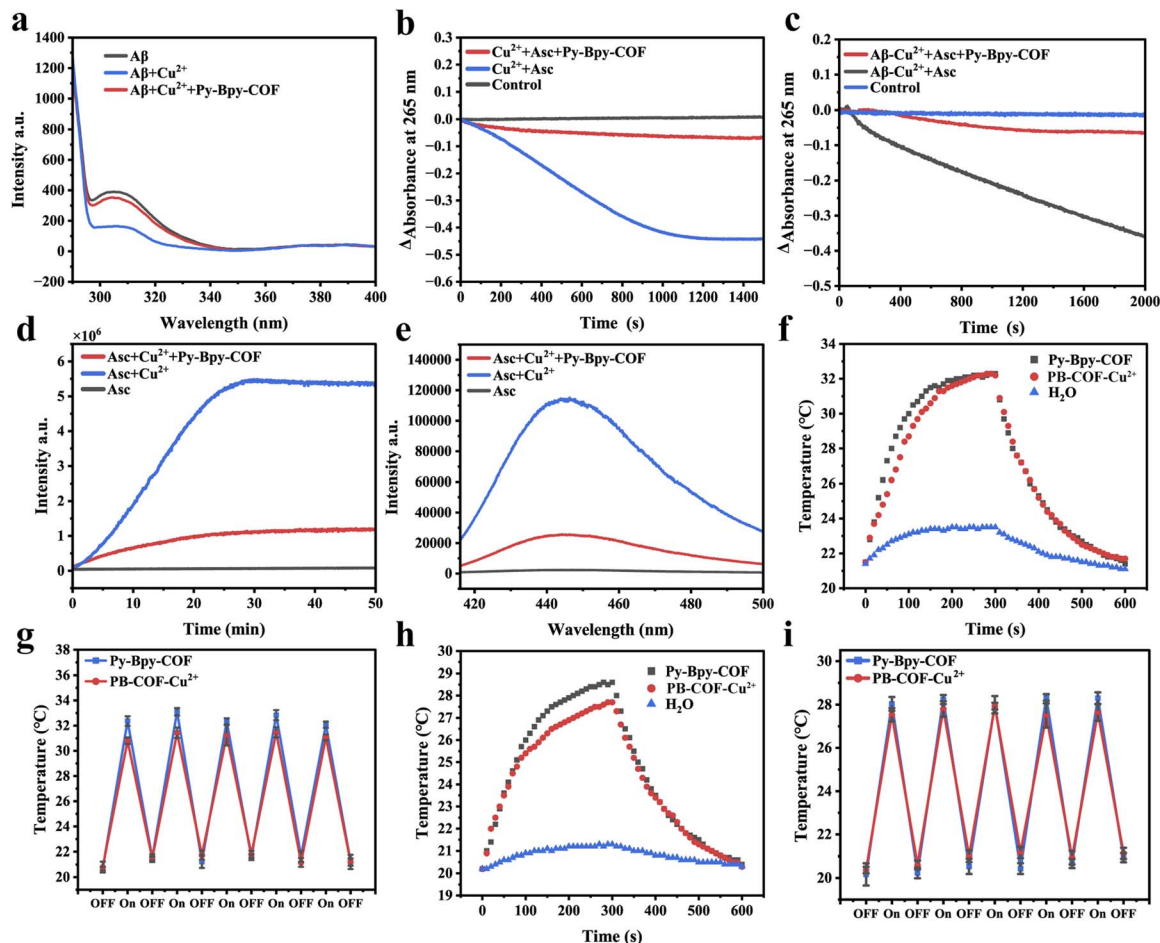 a
1400
1200
1000
800
600
400
200
0
−200
Intensity a.u.
Aβ
Aβ+Cu²⁺
Aβ+Cu²⁺+Py-Bpy-COF
300 320 340 360 380 400
Wavelength (nm)
b
0.3
0.2
0.1
0.0
−0.1
−0.2
−0.3
−0.4
−0.5
−0.6
ΔAbsorbance at 265 nm
Cu²⁺+Asc+Py-Bpy-COF
Cu²⁺+Asc
Control
0 200 400 600 800 1000 1200 1400
Time (s)
c
0.2
0.1
0.0
−0.1
−0.2
−0.3
−0.4
−0.5
ΔAbsorbance at 265 nm
Aβ-Cu²⁺+Asc+Py-Bpy-COF
Aβ-Cu²⁺+Asc
Control
0 400 800 1200 1600 2000
Time (s)
d
×10⁶
6
5
4
3
2
1
0
Intensity a.u.
Asc+Cu²⁺+Py-Bpy-COF
Asc+Cu²⁺
Asc
0 10 20 30 40 50
Time (min)
e
140000
120000
100000
80000
60000
40000
20000
0
Intensity a.u.
Asc+Cu²⁺+Py-Bpy-COF
Asc+Cu²⁺
Asc
420 440 460 480 500
Wavelength (nm)
f
34
32
30
28
26
24
22
20
Temperature (°C)
Py-Bpy-COF
PB-COF-Cu²⁺
H₂O
0 100 200 300 400 500 600
Time (s)
g
38
36
34
32
30
28
26
24
22
20
Temperature (°C)
Py-Bpy-COF
PB-COF-Cu²⁺
OFF On OFF On OFF On OFF On OFF On OFF
h
30
29
28
27
26
25
24
23
22
21
20
19
Temperature (°C)
Py-Bpy-COF
PB-COF-Cu²⁺
H₂O
0 100 200 300 400 500 600
Time (s)
i
30
28
26
24
22
20
Temperature (°C)
Py-Bpy-COF
PB-COF-Cu²⁺
OFF On OFF On OFF On OFF On OFF On OFF